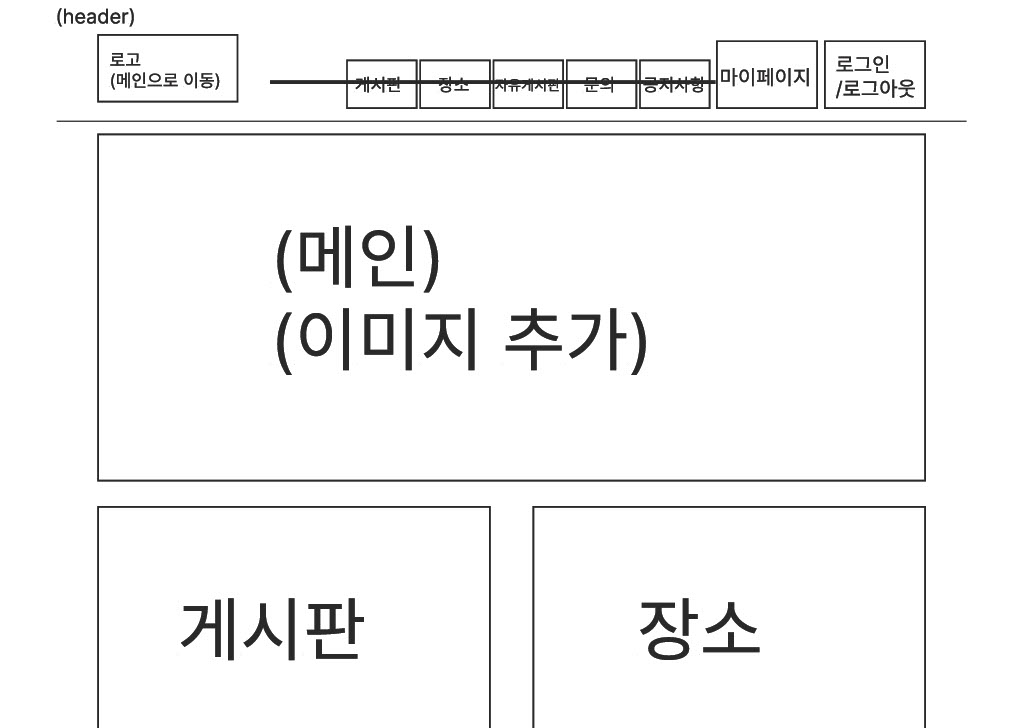 (header)
로고
(메인으로 이동)
게시판
장소
자유게시판
문의
공지사항
마이페이지
로그인
/로그아웃
(메인)
(이미지 추가)
게시판
장소